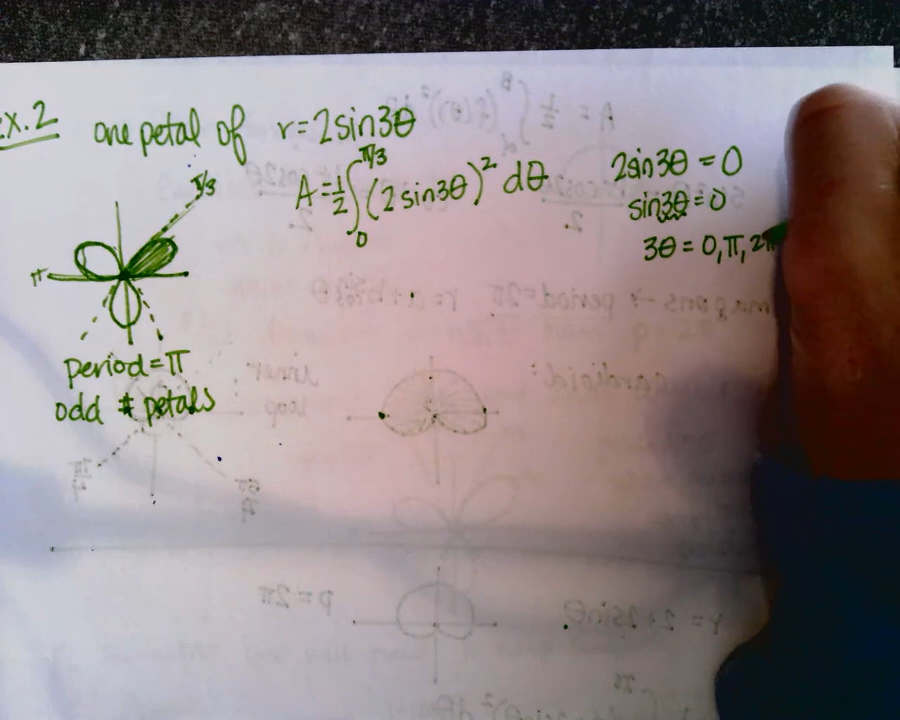 Ex. 2 one petal of r = 2sin3θ
A = 1/2 ∫₀^π/3 (2sin3θ)² dθ
2sin3θ = 0
sin3θ = 0
3θ = 0, π, 2π
π/3
π
period = π
odd # petals